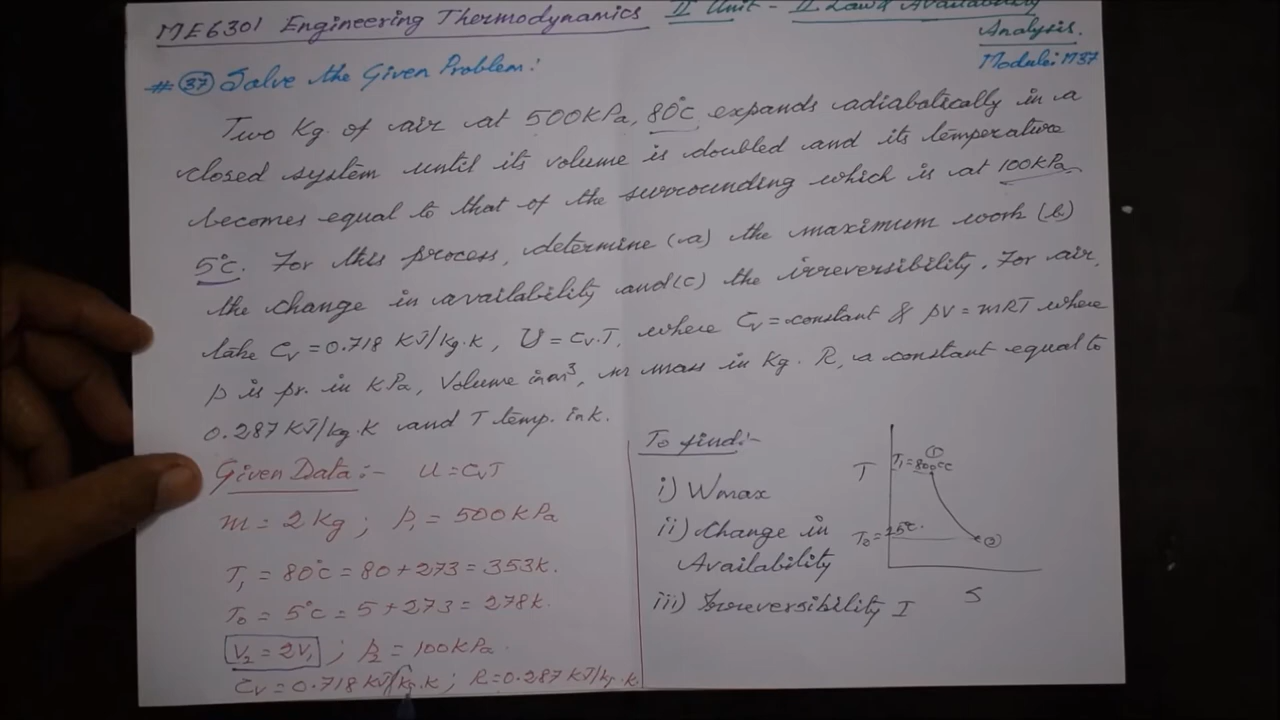 ME6301 Engineering Thermodynamics II Unit - II Law & Availability
Analysis.
Module: M37
# 37 Solve the Given Problem:
Two Kg. of air at 500KPa, 80°C expands adiabatically in a
closed system until its volume is doubled and its temperature
becomes equal to that of the surrounding which is at 100KPa,
5°C. For this process, determine (a) the maximum work (b)
the change in availability and (c) the irreversibility. For air,
take Cv = 0.718 KJ/kg.K, U = Cv.T, where Cv = constant & pV = mRT where
p is pr. in KPa, Volume in m³, m mass in Kg. R, a constant equal to
0.287 KJ/kg.K and T temp. in k.
Given Data:- U = CvT
m = 2 Kg ; p1 = 500KPa
T1 = 80°C = 80 + 273 = 353K.
T0 = 5°C = 5 + 273 = 278K.
V2 = 2V1 ; p2 = 100KPa.
Cv = 0.718 KJ/kg.K ; R = 0.287 KJ/kg.K.
To find:-
i) Wmax
ii) Change in
Availability
iii) Irreversibility I
T
1
T0 =
2
S